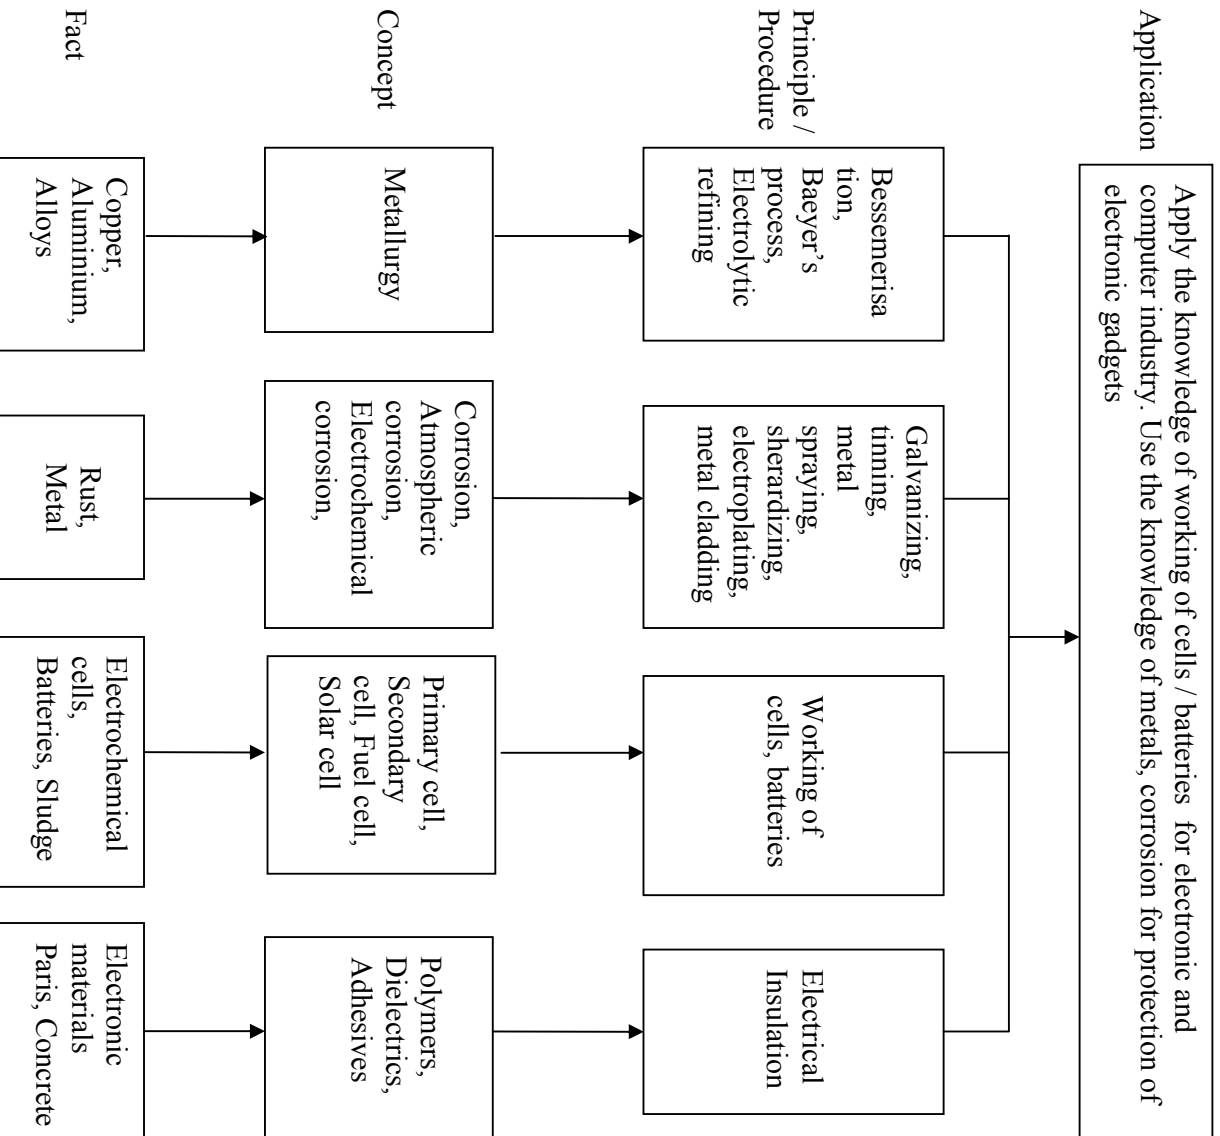 Application
Apply the knowledge of working of cells / batteries for electronic and
computer industry. Use the knowledge of metals, corrosion for protection of
electronic gadgets
Principle /
Procedure
Bessemerisa
tion,
Baeyer’s
process,
Electrolytic
refining
Galvanizing,
tinning,
metal
spraying,
sherardizing,
electroplating,
metal cladding
Working of
cells, batteries
Electrical
Insulation
Concept
Metallurgy
Corrosion,
Atmospheric
corrosion,
Electrochemical
corrosion,
Primary cell,
Secondary
cell, Fuel cell,
Solar cell
Polymers,
Dielectrics,
Adhesives
Fact
Copper,
Aluminium,
Alloys
Rust,
Metal
Electrochemical
cells,
Batteries, Sludge
Electronic
materials
Paris, Concrete